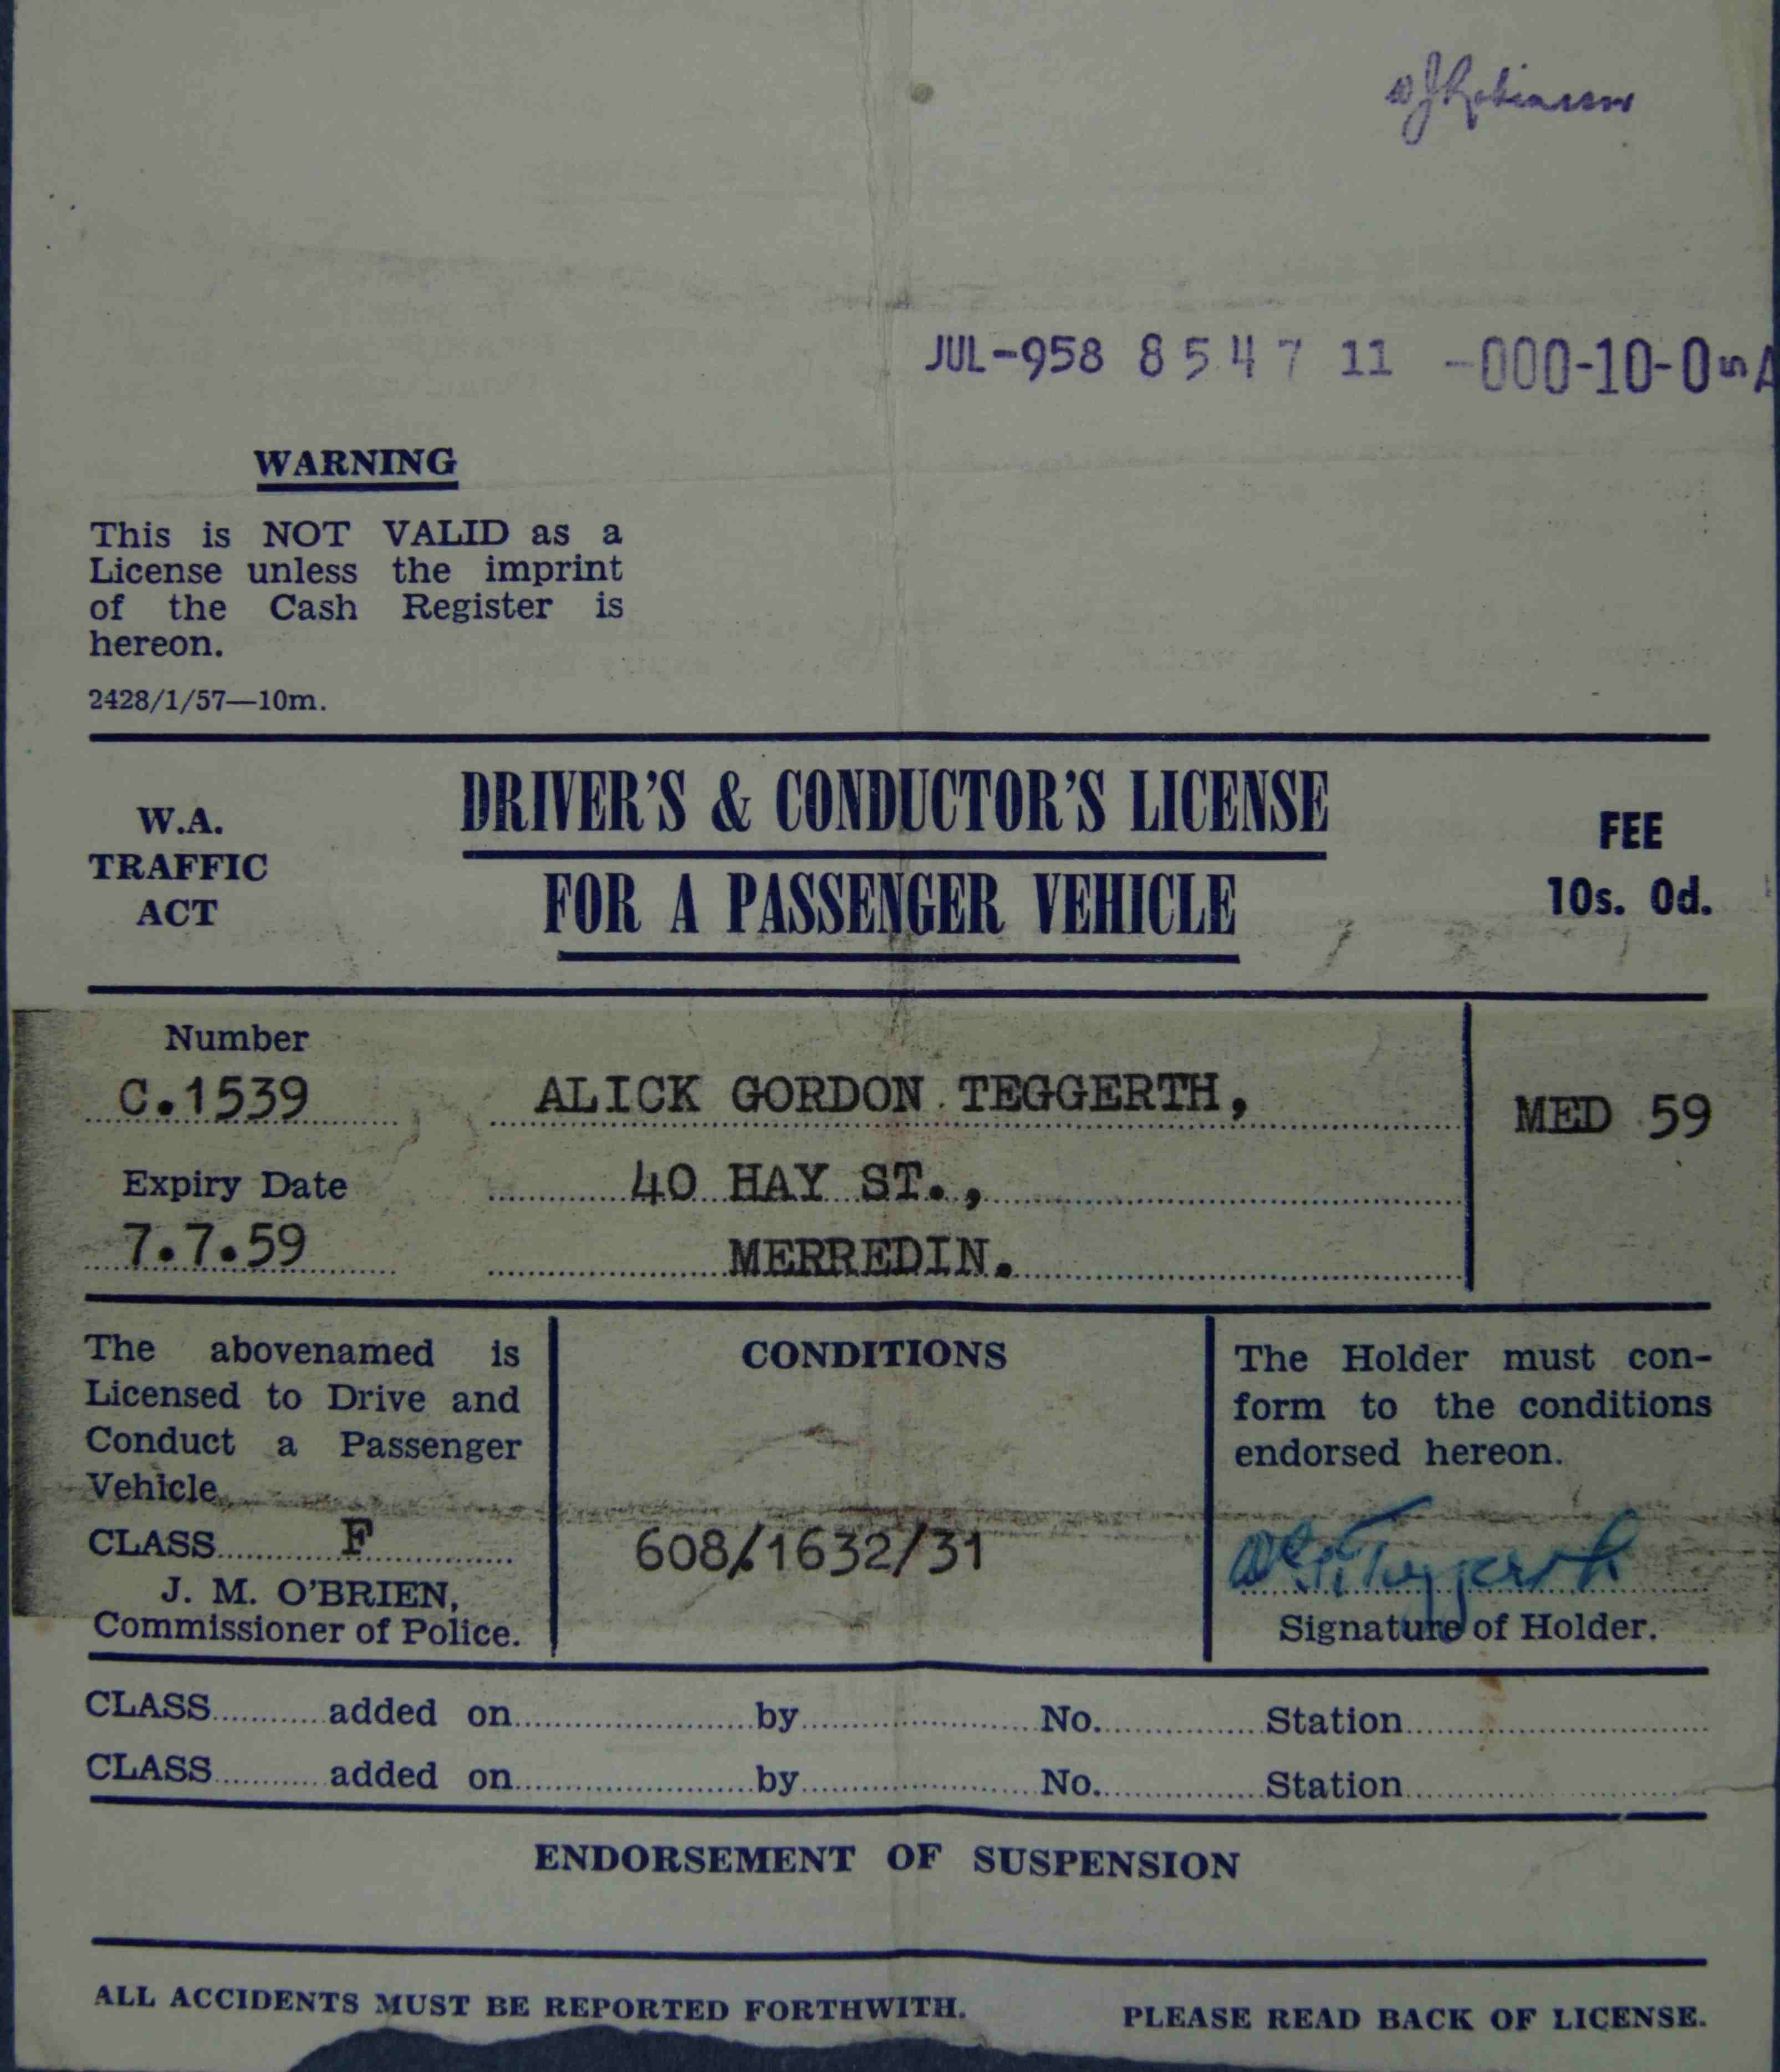 JUL-958 8547 11 -000-10-0
WARNING
This is NOT VALID as a
License unless the imprint
of the Cash Register is
hereon.
2428/1/57—10m.
W.A.
TRAFFIC
ACT
DRIVER'S & CONDUCTOR'S LICENSE
FOR A PASSENGER VEHICLE
FEE
10s. 0d.
Number
C.1539
Expiry Date
7.7.59
ALICK GORDON TEGGERTH,
40 HAY ST.,
MERREDIN.
MED 59
The abovenamed is
Licensed to Drive and
Conduct a Passenger
Vehicle
CLASS F
J. M. O'BRIEN,
Commissioner of Police.
CONDITIONS
608/1632/31
The Holder must con-
form to the conditions
endorsed hereon.
Signature of Holder.
CLASS added on by No. Station
CLASS added on by No. Station
ENDORSEMENT OF SUSPENSION
ALL ACCIDENTS MUST BE REPORTED FORTHWITH. PLEASE READ BACK OF LICENSE.